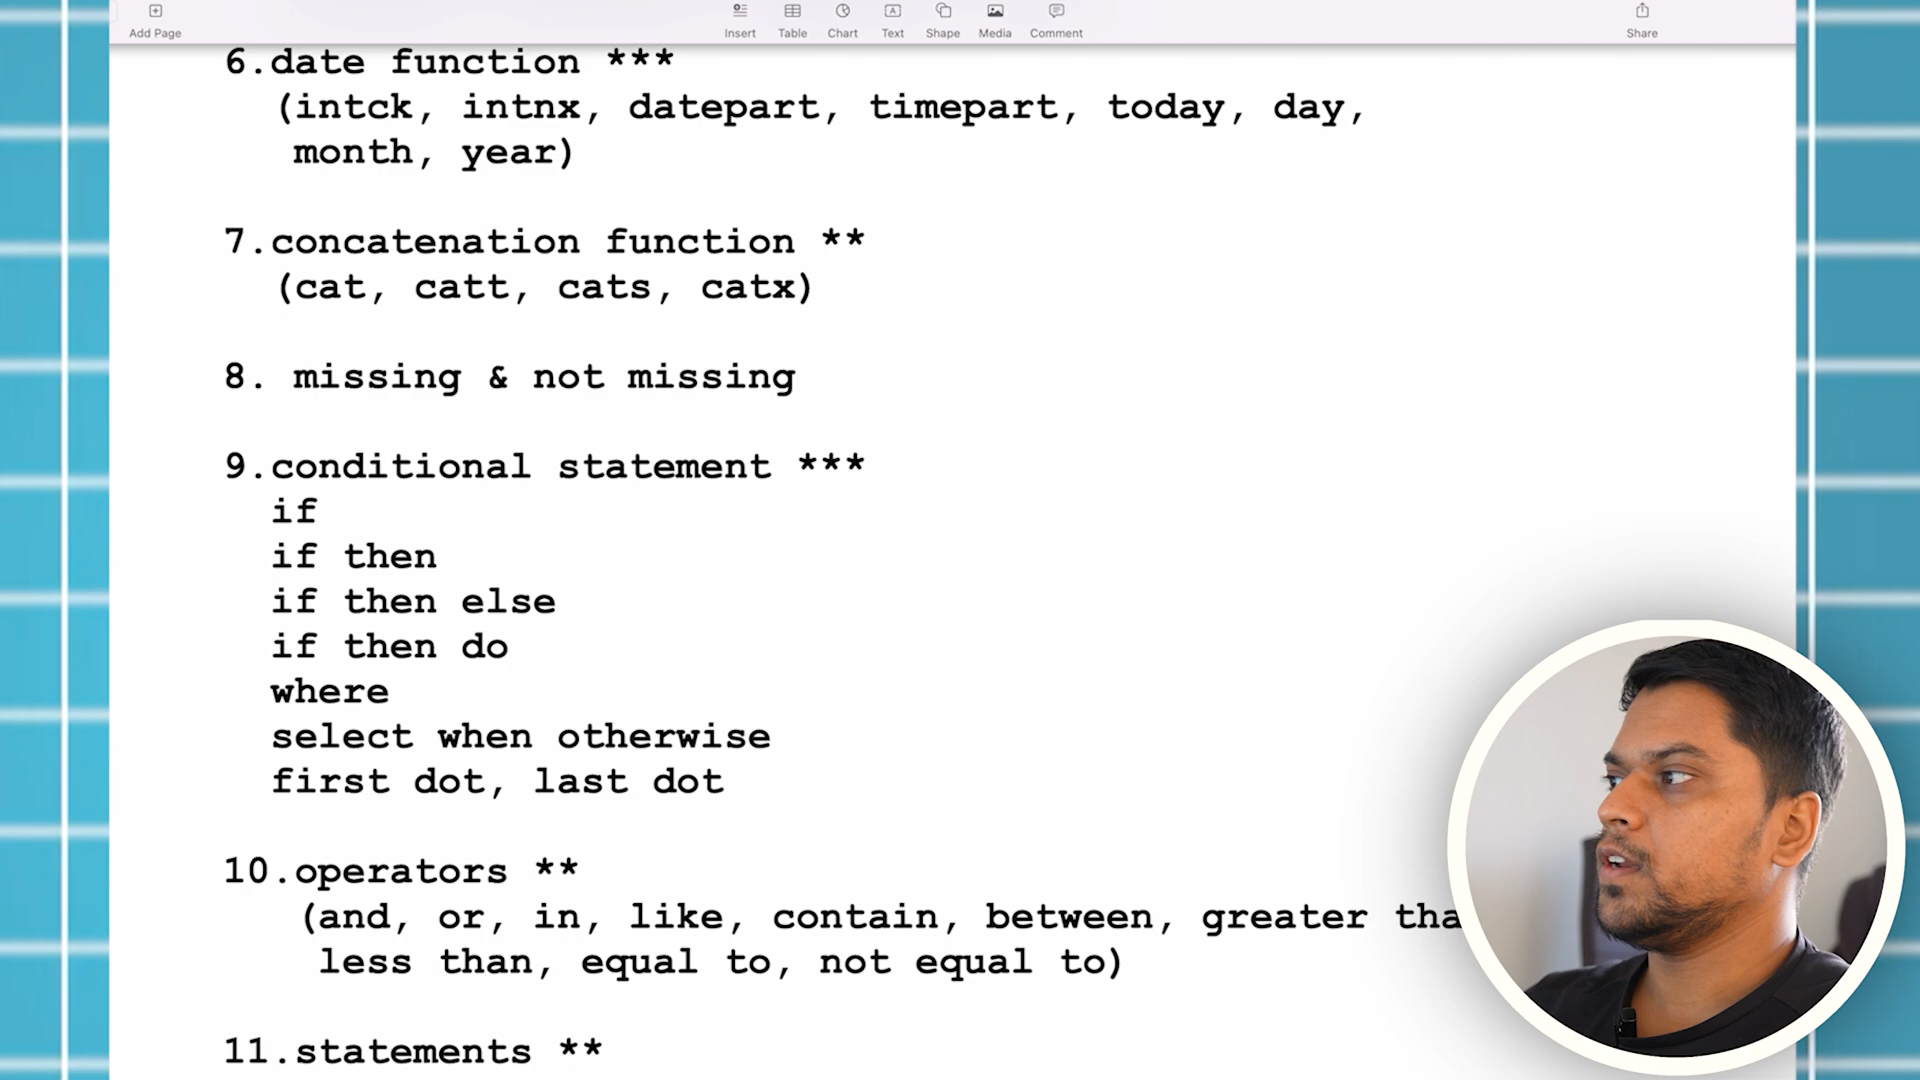 Add Page
Insert
Table
Chart
Text
Shape
Media
Comment
Share
6.date function ***
(intck, intnx, datepart, timepart, today, day,
month, year)
7.concatenation function **
(cat, catt, cats, catx)
8. missing & not missing
9.conditional statement ***
if
if then
if then else
if then do
where
select when otherwise
first dot, last dot
10.operators **
(and, or, in, like, contain, between, greater
less than, equal to, not equal to)
11.statements **